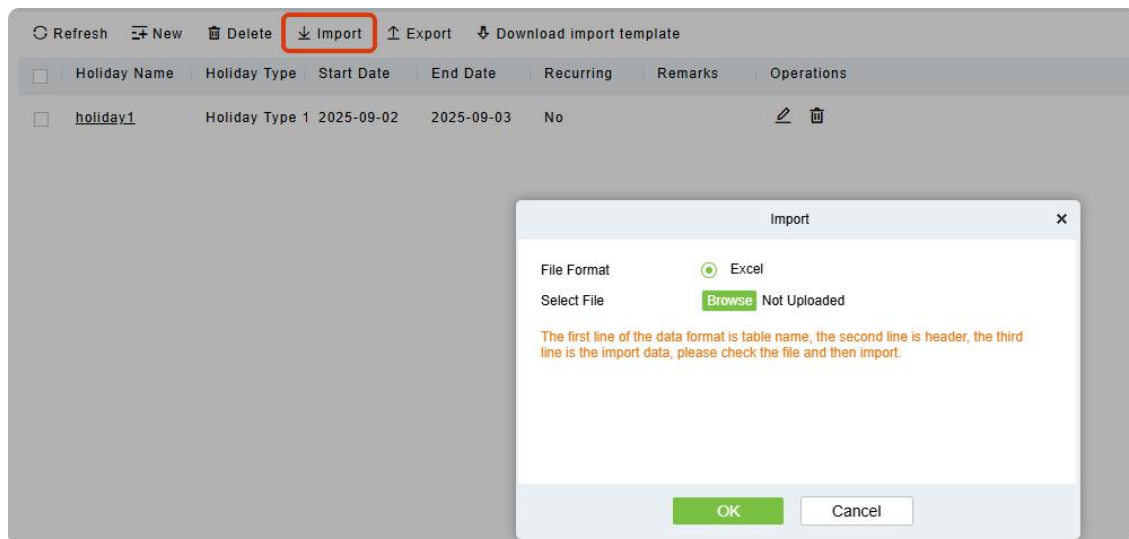 Refresh New Delete Import Export Download import template
Holiday Name Holiday Type Start Date End Date Recurring Remarks Operations
holiday1 Holiday Type 1 2025-09-02 2025-09-03 No
Import
File Format Excel
Select File Browse Not Uploaded
The first line of the data format is table name, the second line is header, the third
line is the import data, please check the file and then import.
OK Cancel